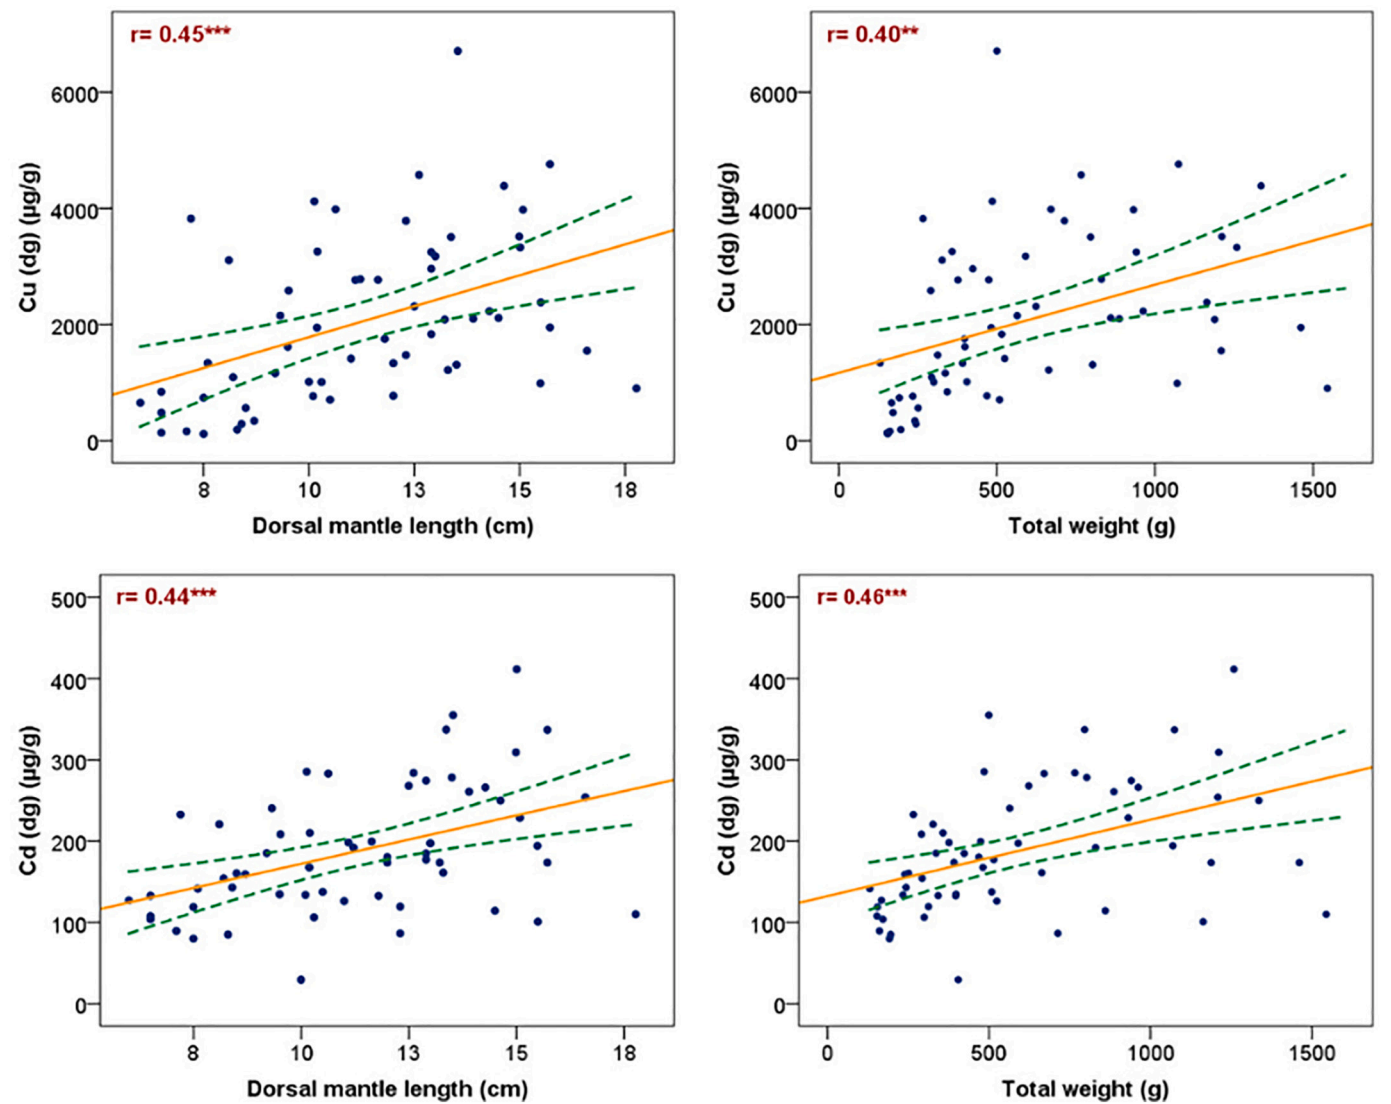 r= 0.45***
6000
4000
2000
0
Cu (dg) (µg/g)
8 10 13 15 18
Dorsal mantle length (cm)
r= 0.40**
6000
4000
2000
0
Cu (dg) (µg/g)
0 500 1000 1500
Total weight (g)
r= 0.44***
500
400
300
200
100
0
Cd (dg) (µg/g)
8 10 13 15 18
Dorsal mantle length (cm)
r= 0.46***
500
400
300
200
100
0
Cd (dg) (µg/g)
0 500 1000 1500
Total weight (g)